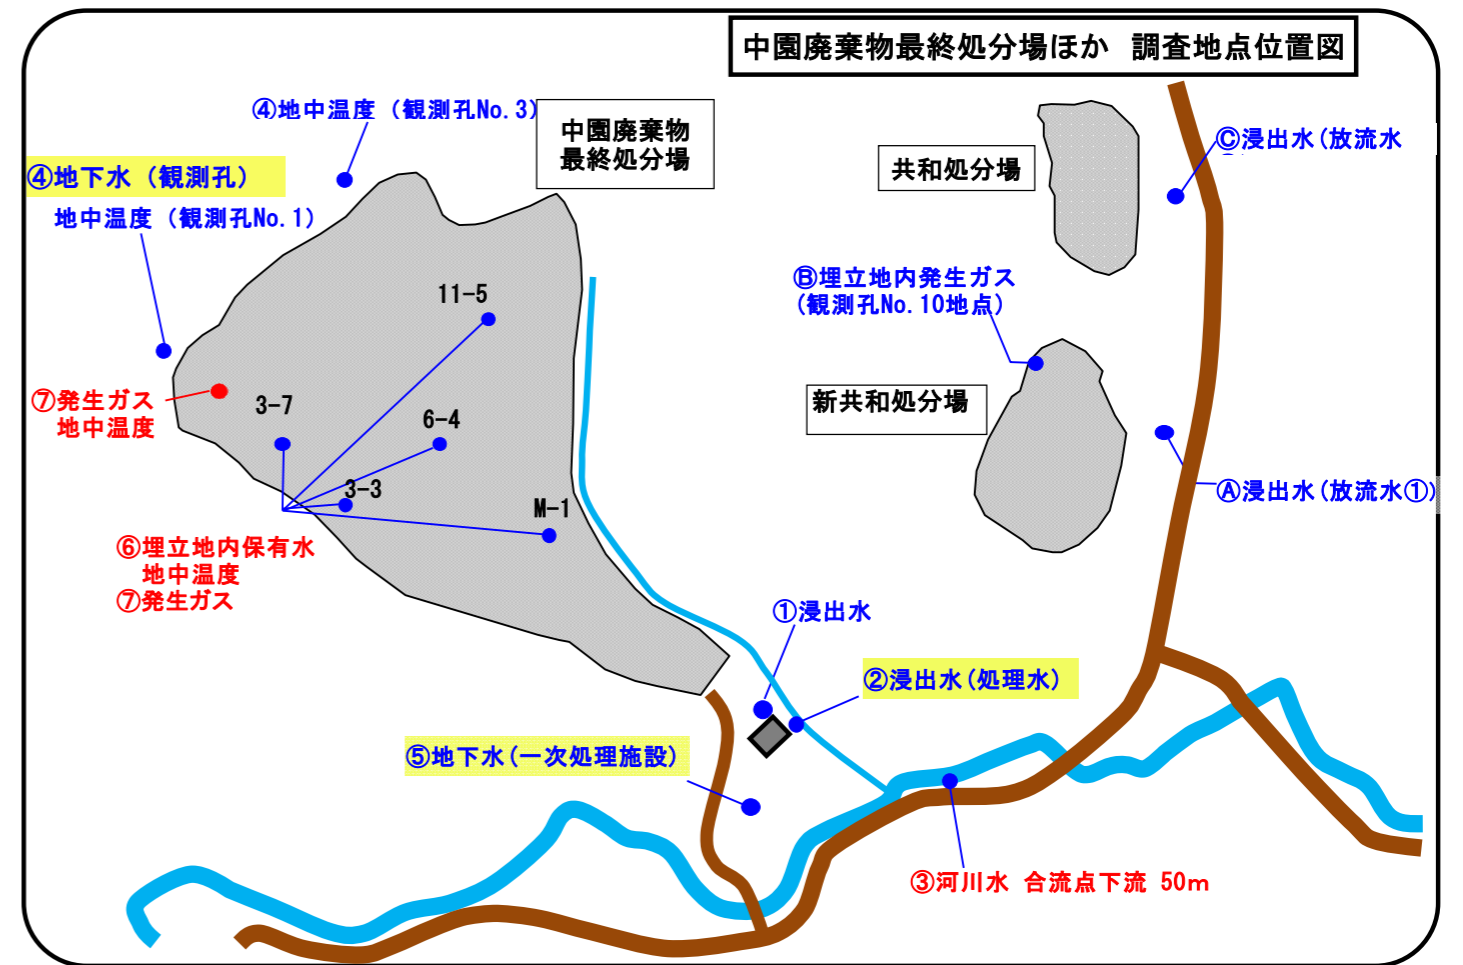 中園廃棄物最終処分場ほか 調査地点位置図
④地中温度（観測孔No.3）
中園廃棄物
最終処分場
共和処分場
Ⓒ浸出水(放流水
④地下水（観測孔）
地中温度（観測孔No.1）
11-5
Ⓑ埋立地内発生ガス
(観測孔No.10地点)
⑦発生ガス
地中温度
3-7
6-4
新共和処分場
3-3
M-1
Ⓐ浸出水(放流水①)
⑥埋立地内保有水
地中温度
⑦発生ガス
①浸出水
②浸出水(処理水)
⑤地下水(一次処理施設)
③河川水 合流点下流 50m